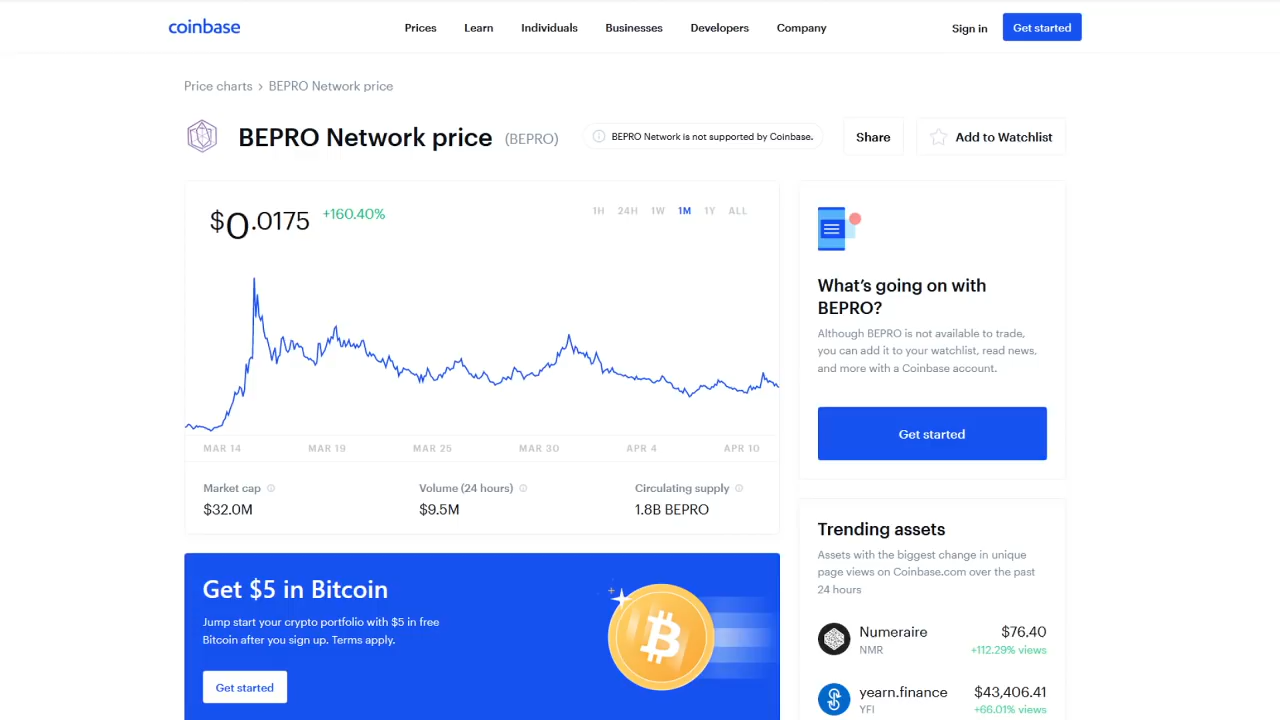 coinbase
Prices Learn Individuals Businesses Developers Company
Sign in Get started
Price charts › BEPRO Network price
BEPRO Network price (BEPRO)
BEPRO Network is not supported by Coinbase.
Share
Add to Watchlist
$0.0175 +160.40%
1H 24H 1W 1M 1Y ALL
MAR 14 MAR 19 MAR 25 MAR 30 APR 4 APR 10
Market cap Volume (24 hours) Circulating supply
$32.0M $9.5M 1.8B BEPRO
Get $5 in Bitcoin
Jump start your crypto portfolio with $5 in free
Bitcoin after you sign up. Terms apply.
Get started
What's going on with
BEPRO?
Although BEPRO is not available to trade,
you can add it to your watchlist, read news,
and more with a Coinbase account.
Get started
Trending assets
Assets with the biggest change in unique
page views on Coinbase.com over the past
24 hours
Numeraire $76.40
NMR +112.29% views
yearn.finance $43,406.41
YFI +66.01% views